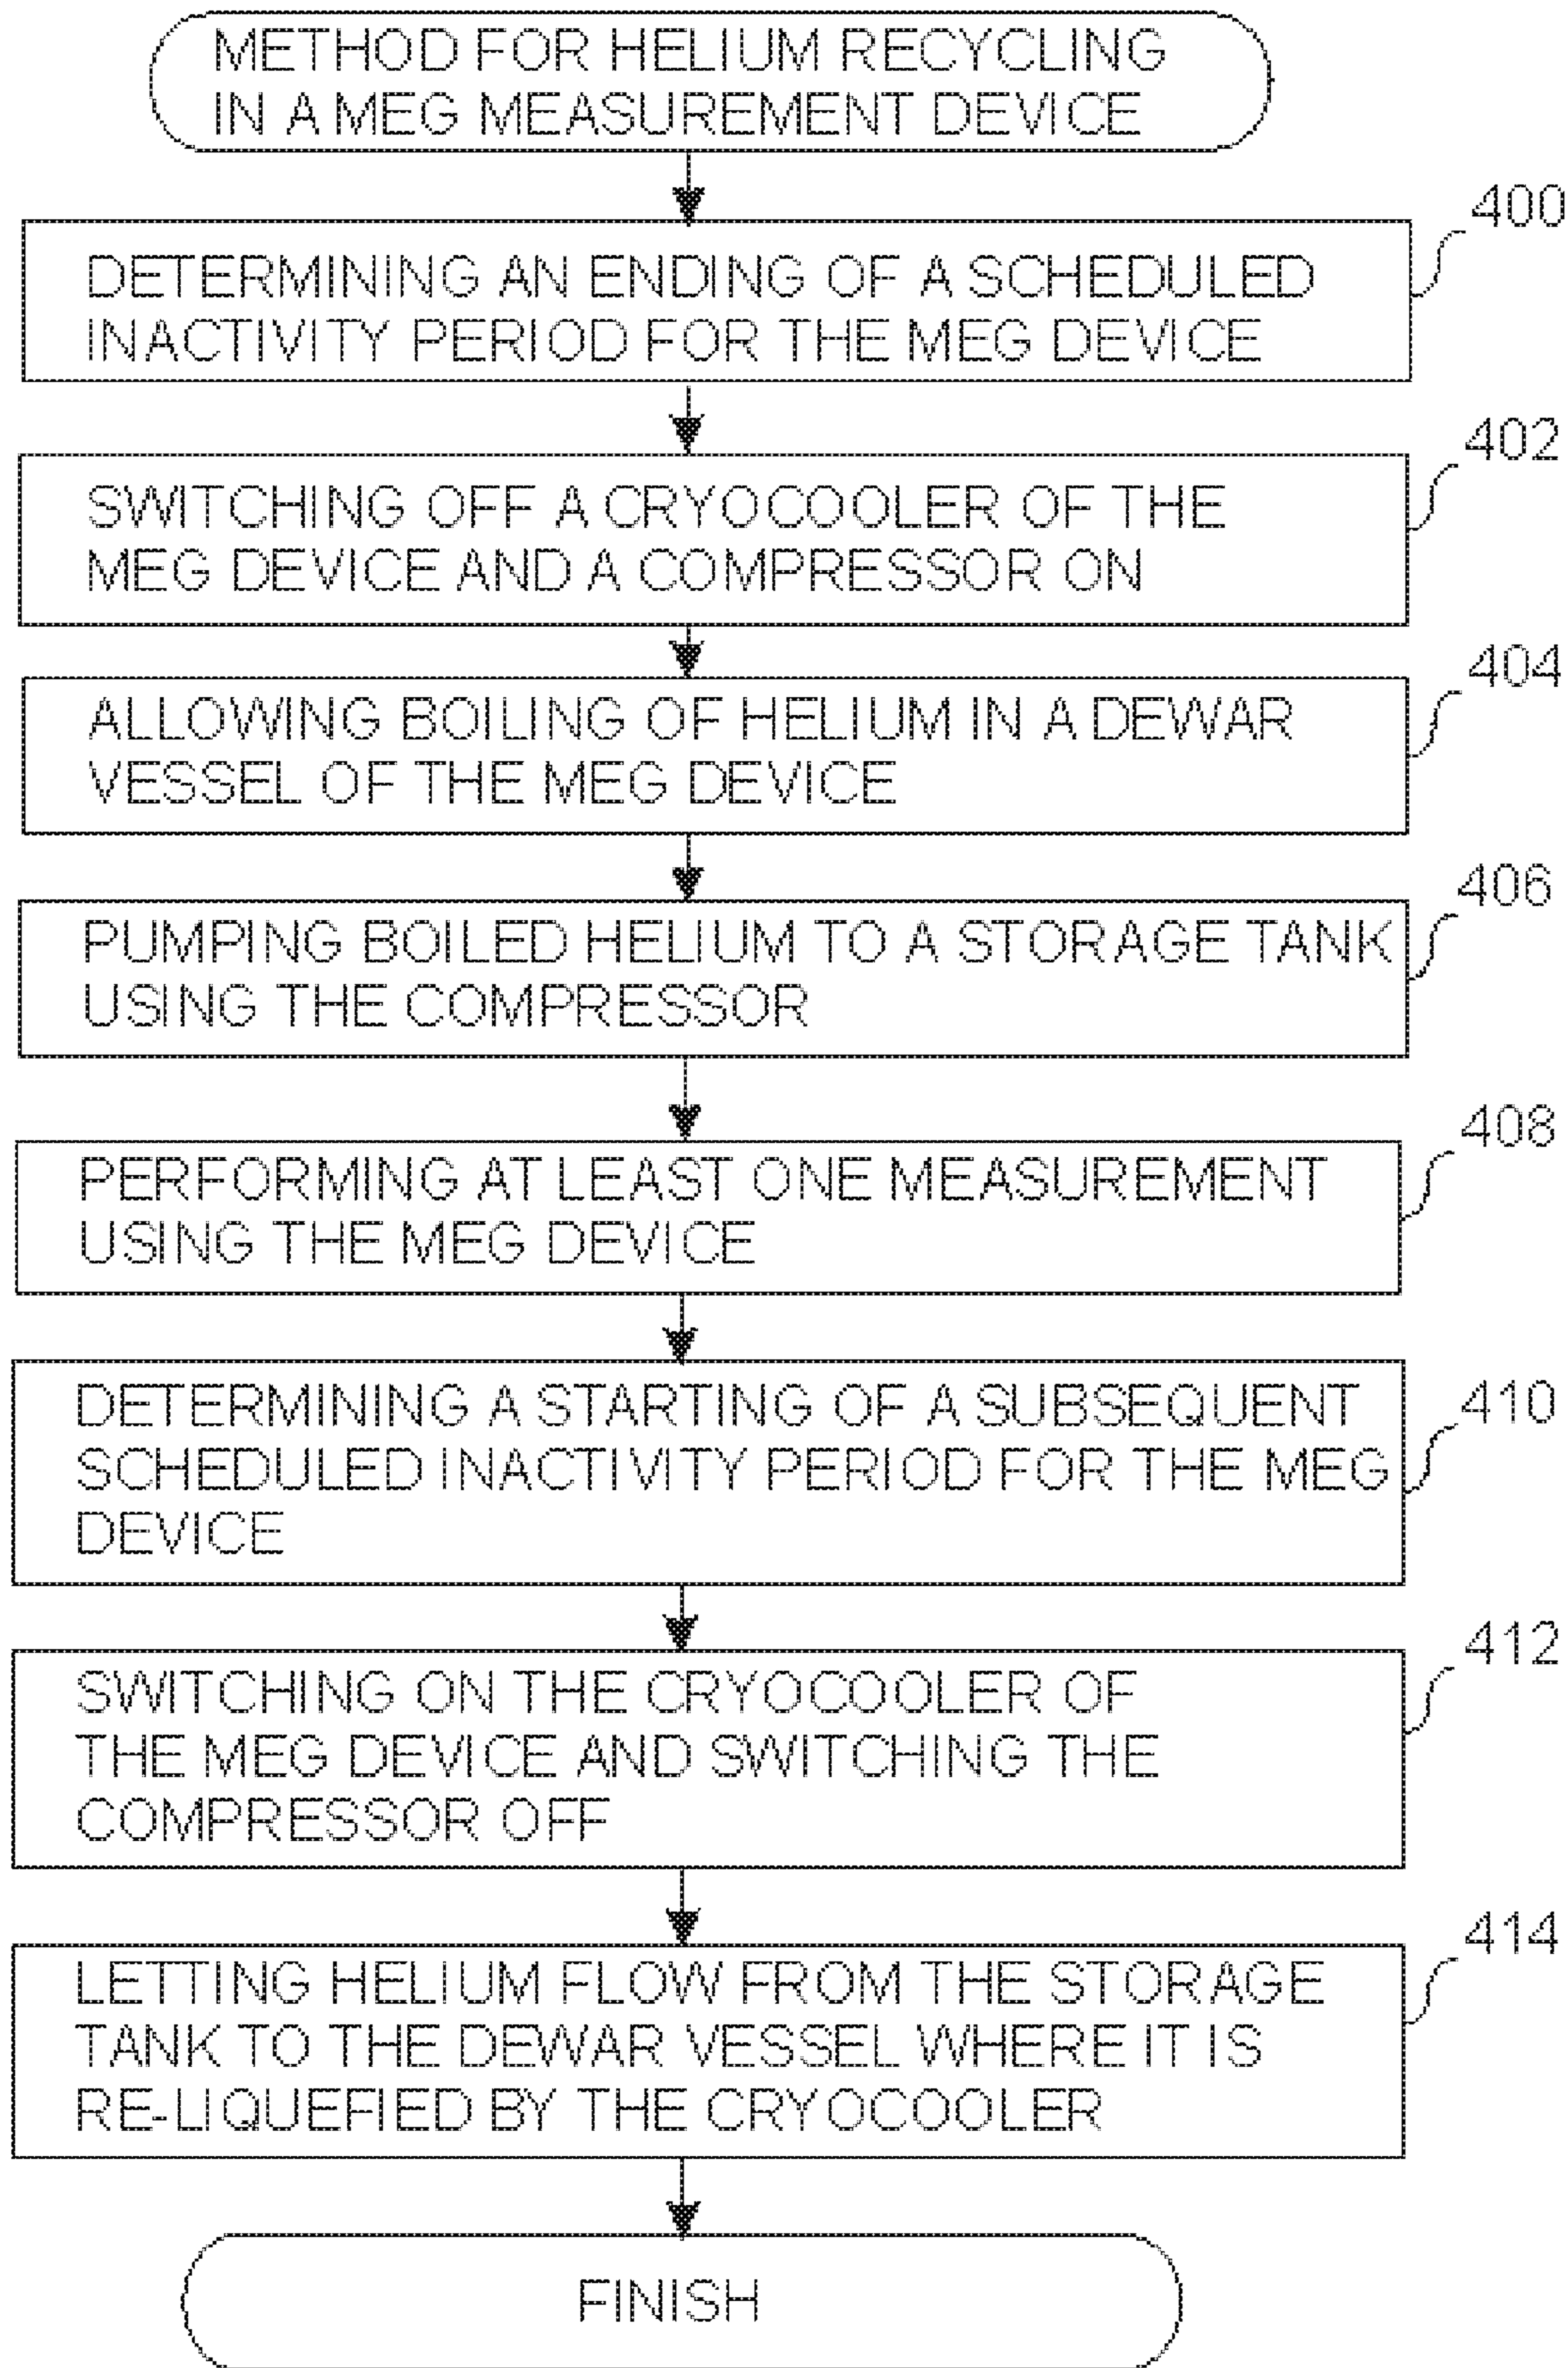 METHOD FOR HELIUM RECYCLING
IN A MEG MEASUREMENT DEVICE
400
DETERMINING AN ENDING OF A SCHEDULED
INACTIVITY PERIOD FOR THE MEG DEVICE
402
SWITCHING OFF A CRYOCOOLER OF THE
MEG DEVICE AND A COMPRESSOR ON
404
ALLOWING BOILING OF HELIUM IN A DEWAR
VESSEL OF THE MEG DEVICE
406
PUMPING BOILED HELIUM TO A STORAGE TANK
USING THE COMPRESSOR
408
PERFORMING AT LEAST ONE MEASUREMENT
USING THE MEG DEVICE
410
DETERMINING A STARTING OF A SUBSEQUENT
SCHEDULED INACTIVITY PERIOD FOR THE MEG
DEVICE
412
SWITCHING ON THE CRYOCOOLER OF
THE MEG DEVICE AND SWITCHING THE
COMPRESSOR OFF
414
LETTING HELIUM FLOW FROM THE STORAGE
TANK TO THE DEWAR VESSEL WHERE IT IS
RE-LIQUEFIED BY THE CRYOCOOLER
FINISH